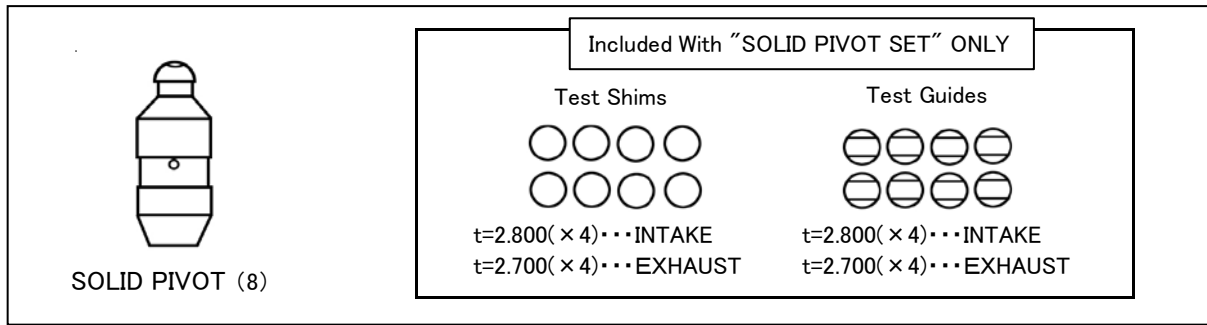 Included With "SOLID PIVOT SET" ONLY
Test Shims
Test Guides
t=2.800(×4)･･･INTAKE
t=2.700(×4)･･･EXHAUST
t=2.800(×4)･･･INTAKE
t=2.700(×4)･･･EXHAUST
SOLID PIVOT (8)